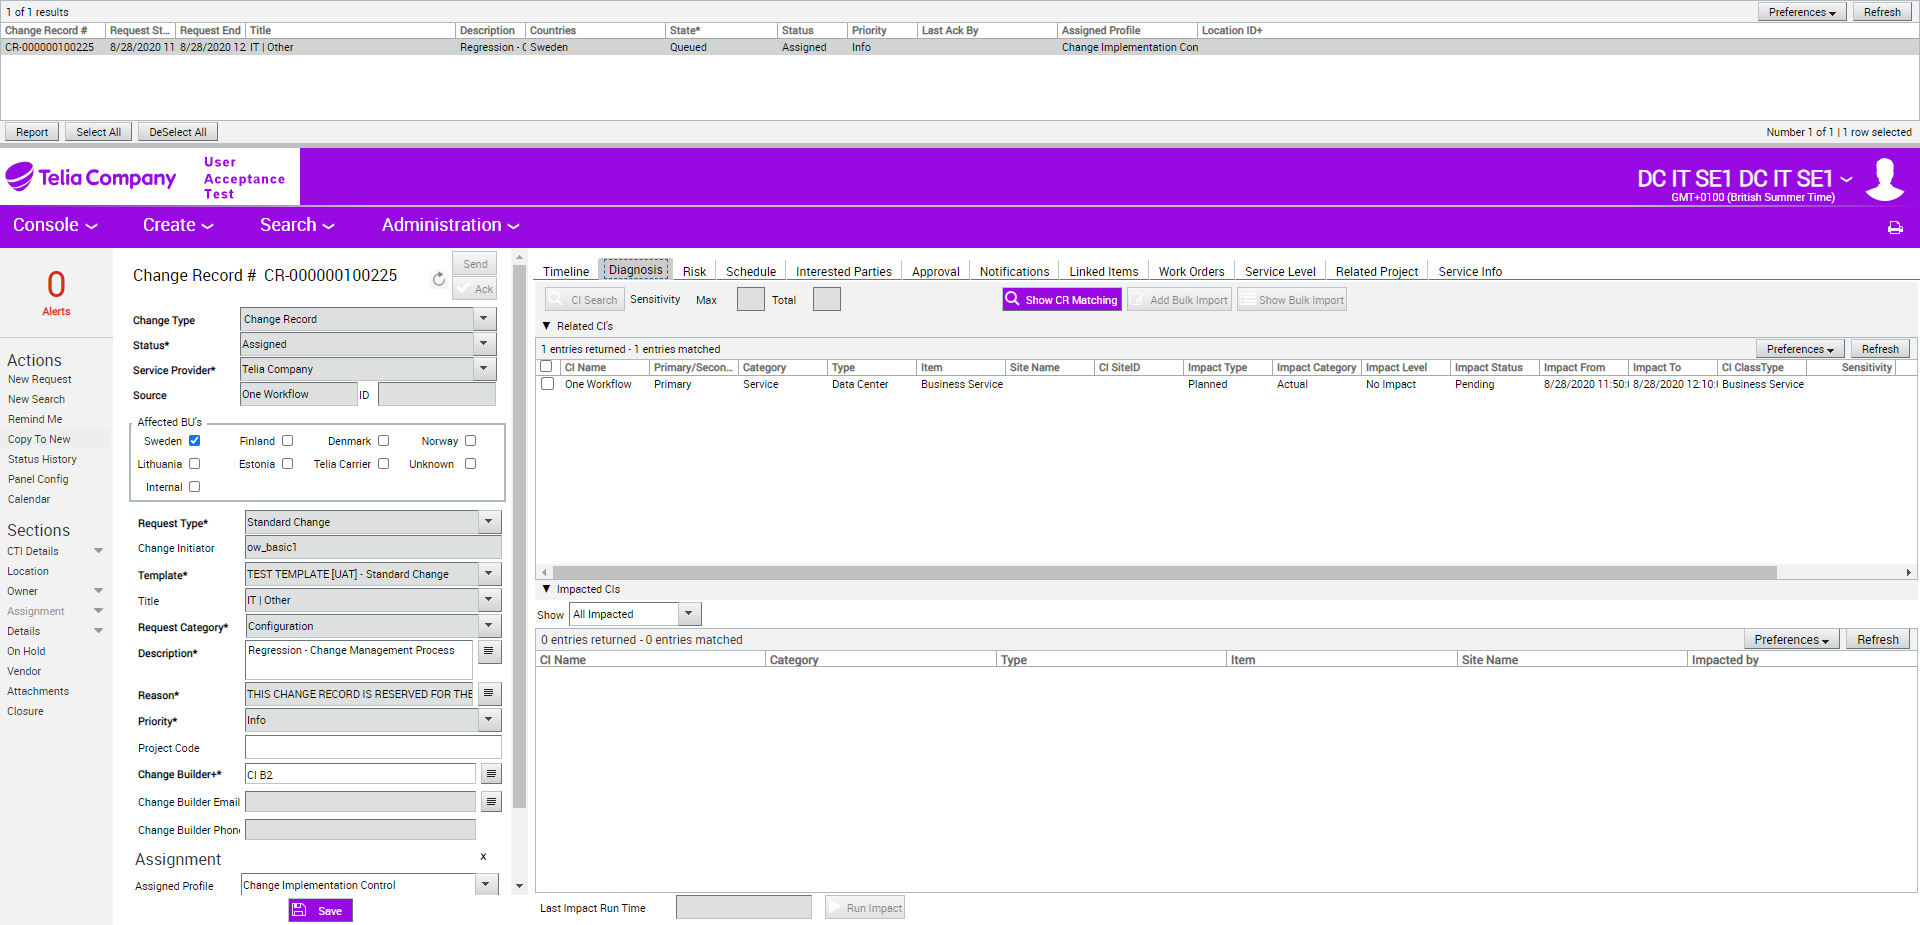 1 of 1 results
Preferences
Refresh
Change Record # Request St... Request End Title Description Countries State* Status Priority Last Ack By Assigned Profile Location ID+
CR-000000100225 8/28/2020 11 8/28/2020 12 IT | Other Regression - C Sweden Queued Assigned Info Change Implementation Con
Report Select All DeSelect All
Number 1 of 1 | 1 row selected
Telia Company
User
Acceptance
Test
DC IT SE1 DC IT SE1
GMT+0100 (British Summer Time)
Console Create Search Administration
0
Alerts
Actions
New Request
New Search
Remind Me
Copy To New
Status History
Panel Config
Calendar
Sections
CTI Details
Location
Owner
Assignment
Details
On Hold
Vendor
Attachments
Closure
Change Record # CR-000000100225
Send
Ack
Change Type Change Record
Status* Assigned
Service Provider* Telia Company
Source One Workflow ID
Affected BU's
Sweden Finland Denmark Norway
Lithuania Estonia Telia Carrier Unknown
Internal
Request Type* Standard Change
Change Initiator ow_basic1
Template* TEST TEMPLATE [UAT] - Standard Change
Title IT | Other
Request Category* Configuration
Description* Regression - Change Management Process
Reason* THIS CHANGE RECORD IS RESERVED FOR THE
Priority* Info
Project Code
Change Builder+* CI B2
Change Builder Email
Change Builder Phone
Assignment x
Assigned Profile Change Implementation Control
Save
Timeline Diagnosis Risk Schedule Interested Parties Approval Notifications Linked Items Work Orders Service Level Related Project Service Info
CI Search Sensitivity Max Total Show CR Matching Add Bulk Import Show Bulk Import
Related CI's
1 entries returned - 1 entries matched
Preferences Refresh
CI Name Primary/Secon... Category Type Item Site Name CI SiteID Impact Type Impact Category Impact Level Impact Status Impact From Impact To CI ClassType Sensitivity
One Workflow Primary Service Data Center Business Service Planned Actual No Impact Pending 8/28/2020 11:50:( 8/28/2020 12:10:( Business Service
Impacted CIs
Show All Impacted
0 entries returned - 0 entries matched
Preferences Refresh
CI Name Category Type Item Site Name Impacted by
Last Impact Run Time Run Impact